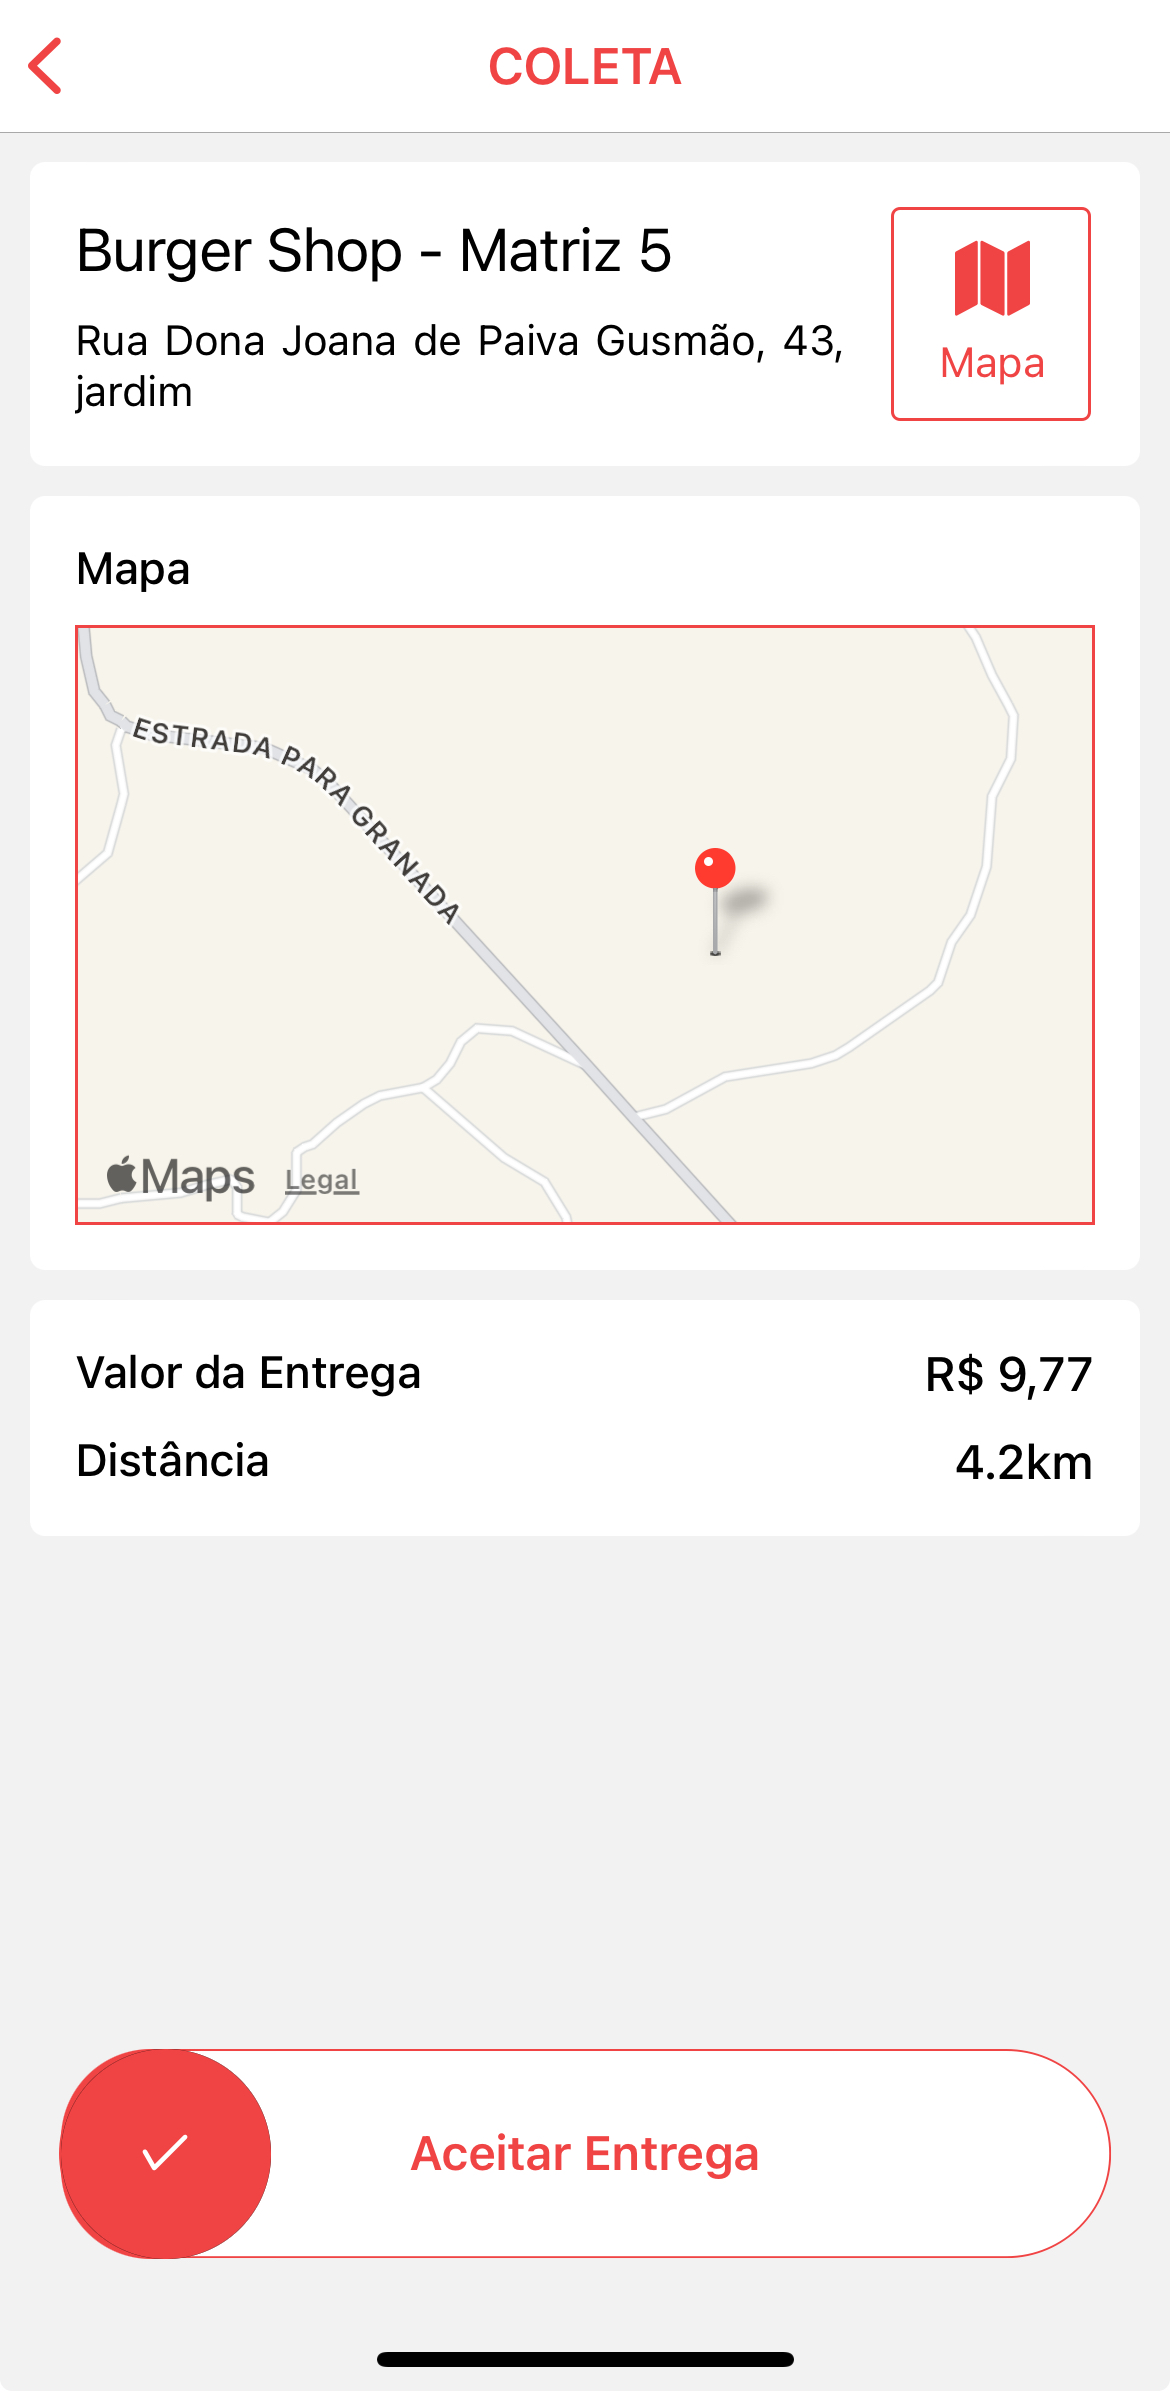 COLETA
Burger Shop - Matriz 5
Rua Dona Joana de Paiva Gusmão, 43,
jardim
Mapa
Mapa
ESTRADA PARA GRANADA
Maps Legal
Valor da Entrega R$ 9,77
Distância 4.2km
Aceitar Entrega